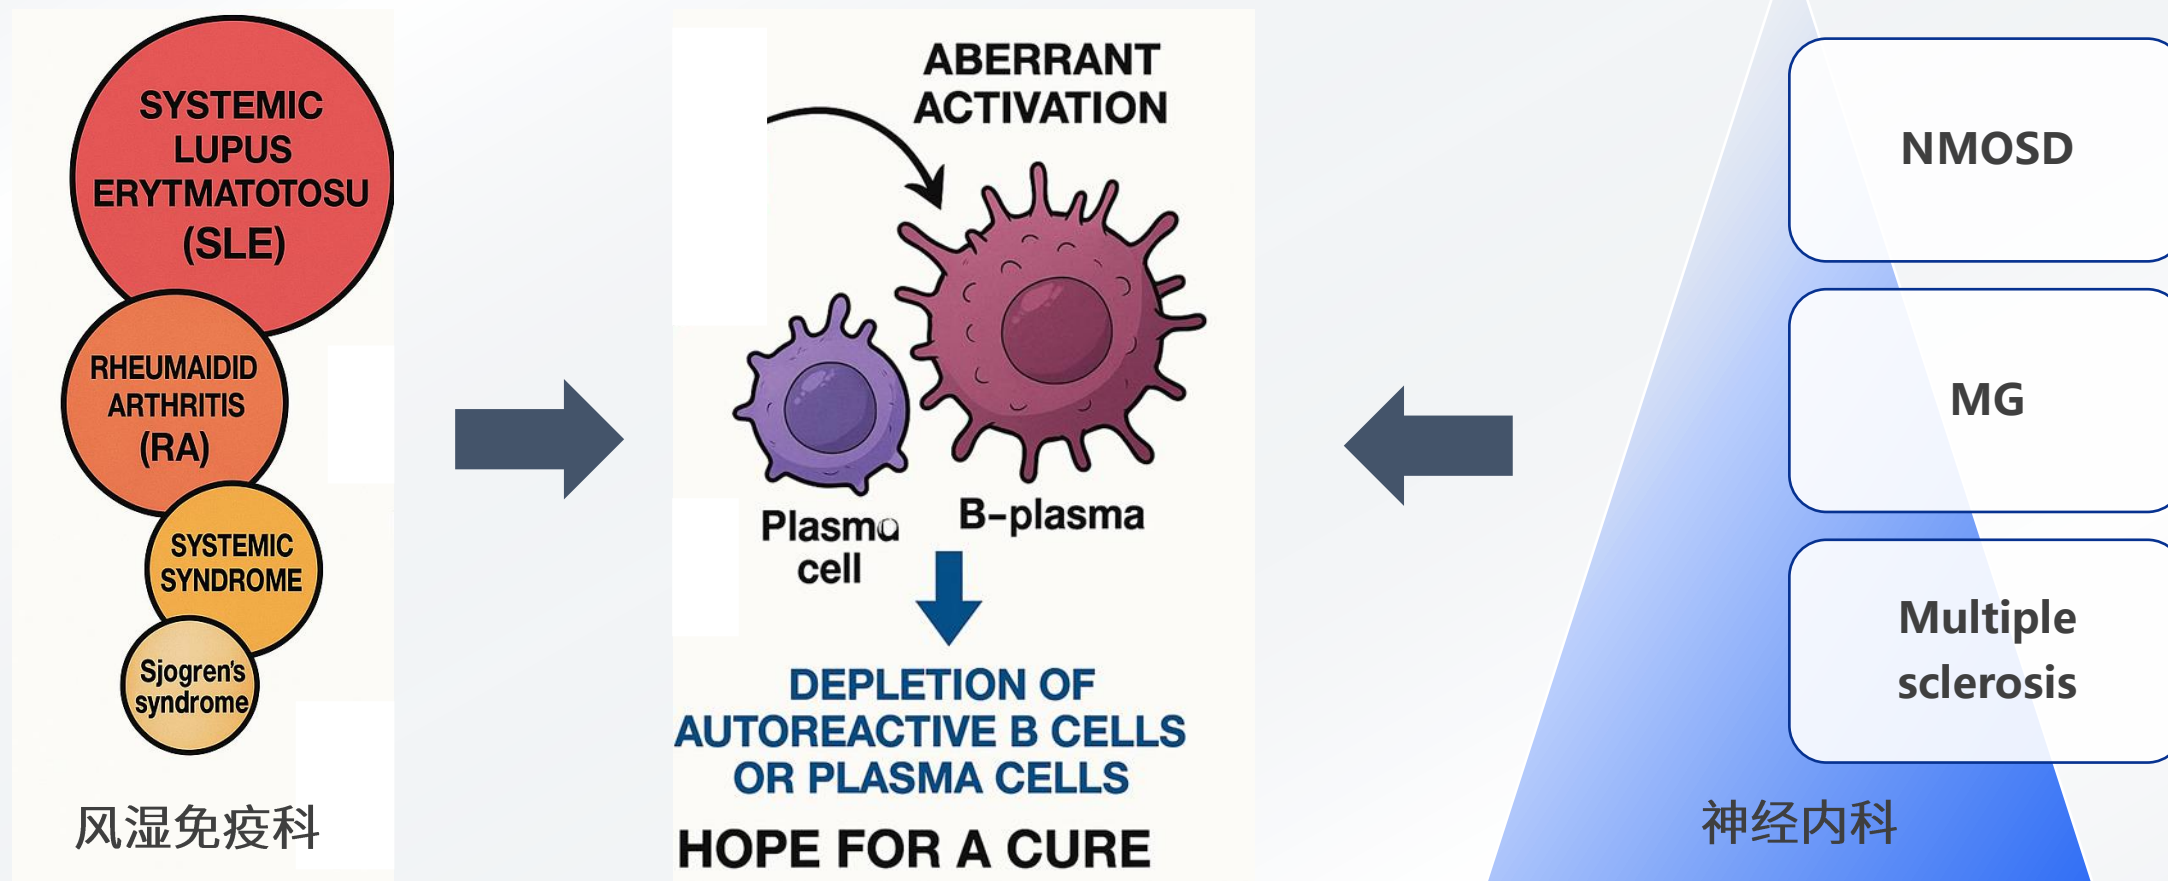 SYSTEMIC
LUPUS
ERYTMATOTOSU
(SLE)
RHEUMAIDID
ARTHRITIS
(RA)
SYSTEMIC
SYNDROME
Sjogren's
syndrome
风湿免疫科
ABERRANT
ACTIVATION
Plasma
cell
B-plasma
DEPLETION OF
AUTOREACTIVE B CELLS
OR PLASMA CELLS
HOPE FOR A CURE
NMOSD
MG
Multiple
sclerosis
神经内科